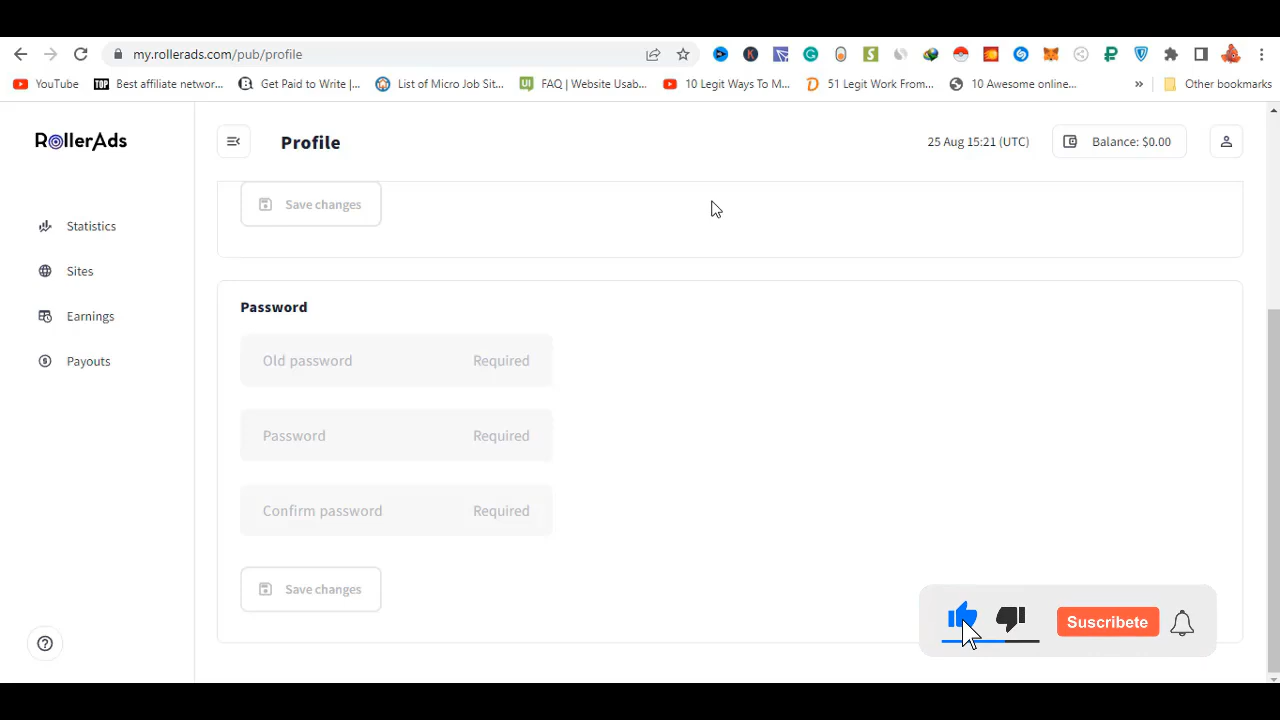 my.rollerads.com/pub/profile
YouTube
TOP Best affiliate networ...
Get Paid to Write |...
List of Micro Job Sit...
UI FAQ | Website Usab...
10 Legit Ways To M...
51 Legit Work From...
10 Awesome online...
»
Other bookmarks
RollerAds
Profile
25 Aug 15:21 (UTC)
Balance: $0.00
Save changes
Statistics
Sites
Earnings
Payouts
Password
Old password Required
Password Required
Confirm password Required
Save changes
Suscribete